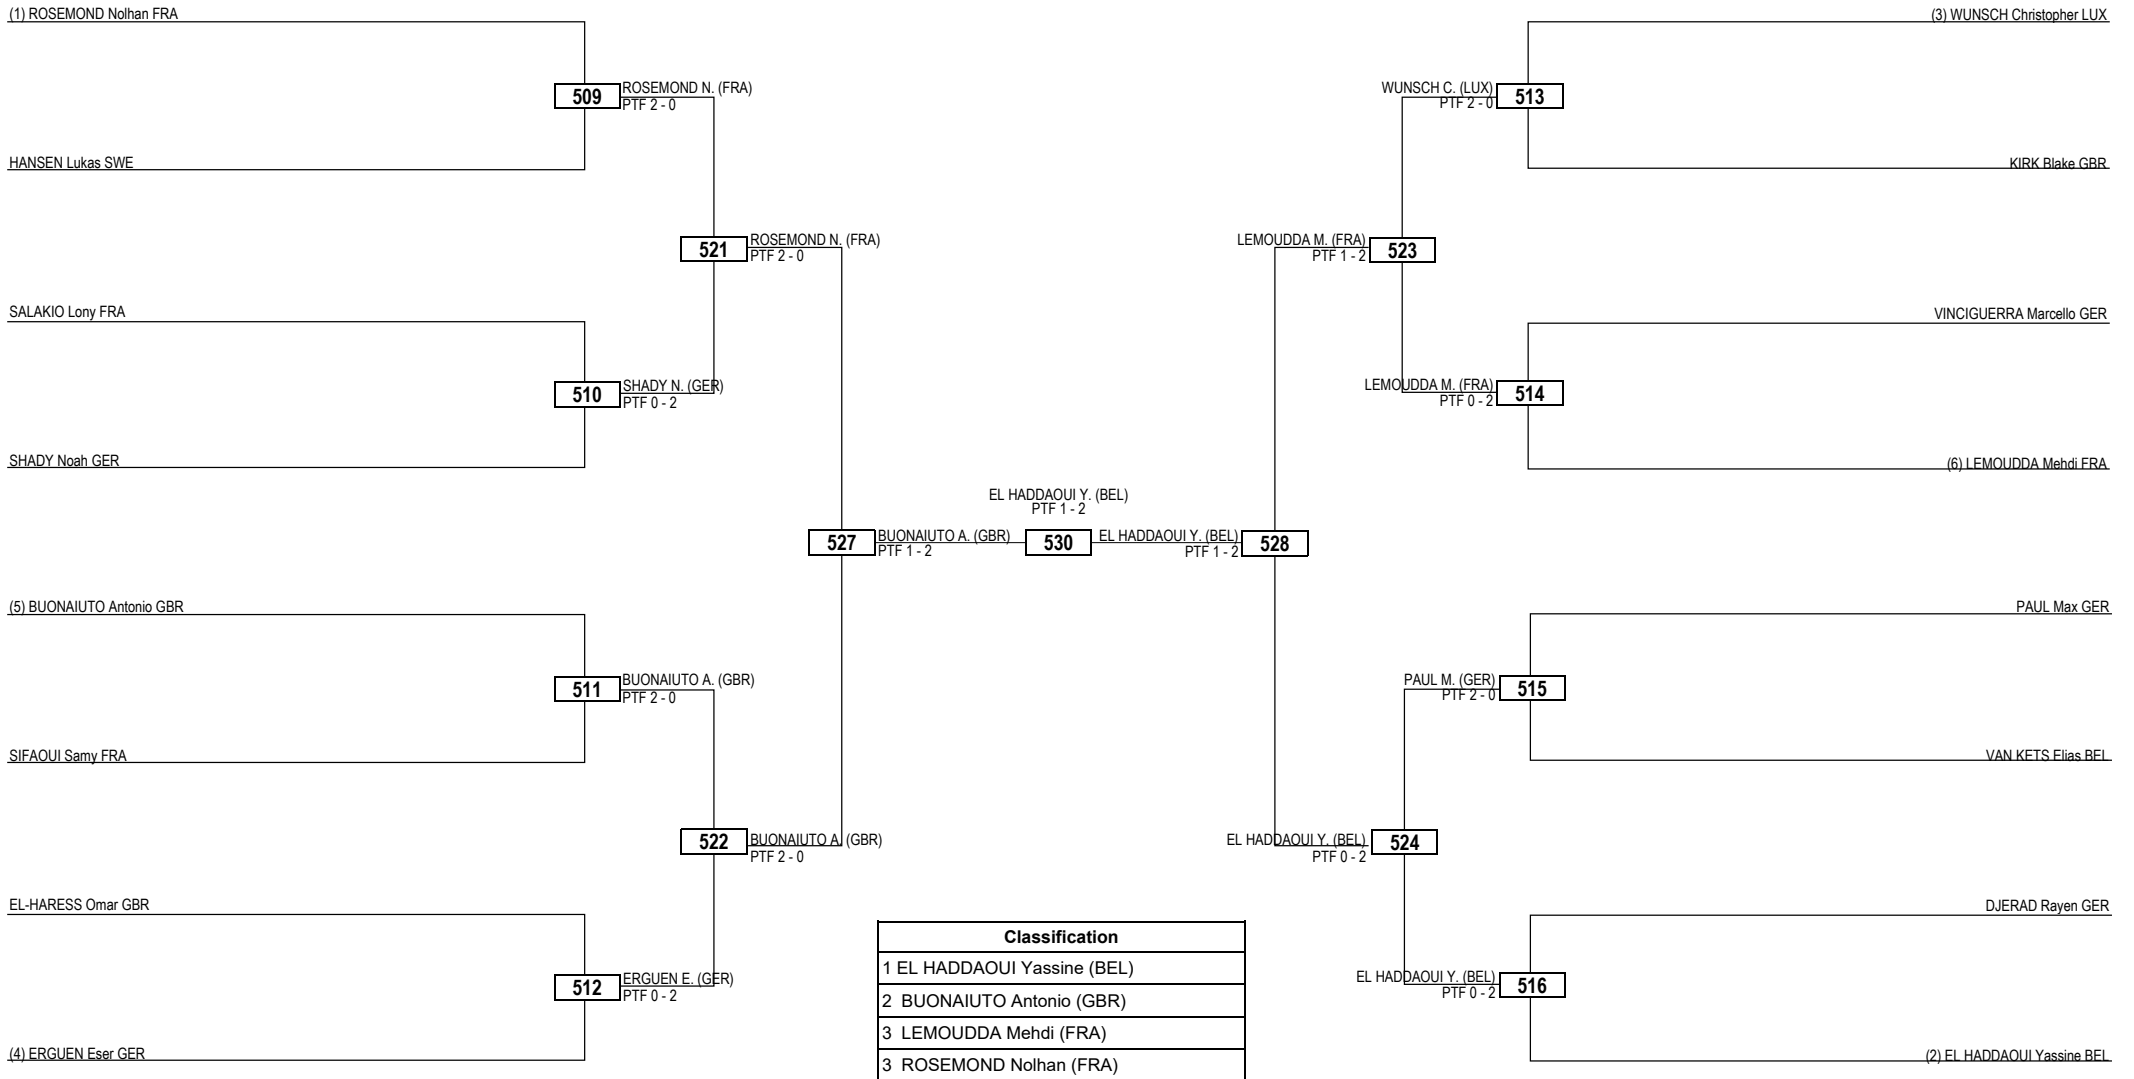 (1) ROSEMOND Nolhan FRA
509
ROSEMOND N. (FRA)
PTF 2 - 0
HANSEN Lukas SWE
521
ROSEMOND N. (FRA)
PTF 2 - 0
SALAKIO Lony FRA
510
SHADY N. (GER)
PTF 0 - 2
SHADY Noah GER
527
BUONAIUTO A. (GBR)
PTF 1 - 2
(5) BUONAIUTO Antonio GBR
511
BUONAIUTO A. (GBR)
PTF 2 - 0
SIFAOUI Samy FRA
522
BUONAIUTO A. (GBR)
PTF 2 - 0
EL-HARESS Omar GBR
512
ERGUEN E. (GER)
PTF 0 - 2
(4) ERGUEN Eser GER
EL HADDAOUI Y. (BEL)
PTF 1 - 2
530
EL HADDAOUI Y. (BEL)
PTF 1 - 2
528
(3) WUNSCH Christopher LUX
WUNSCH C. (LUX)
PTF 2 - 0
513
KIRK Blake GBR
LEMOUDDA M. (FRA)
PTF 1 - 2
523
VINCIGUERRA Marcello GER
LEMOUDDA M. (FRA)
PTF 0 - 2
514
(6) LEMOUDDA Mehdi FRA
PAUL Max GER
PAUL M. (GER)
PTF 2 - 0
515
VAN KETS Elias BEL
EL HADDAOUI Y. (BEL)
PTF 0 - 2
524
DJERAD Rayen GER
EL HADDAOUI Y. (BEL)
PTF 0 - 2
516
(2) EL HADDAOUI Yassine BEL
Classification
1 EL HADDAOUI Yassine (BEL)
2 BUONAIUTO Antonio (GBR)
3 LEMOUDDA Mehdi (FRA)
3 ROSEMOND Nolhan (FRA)